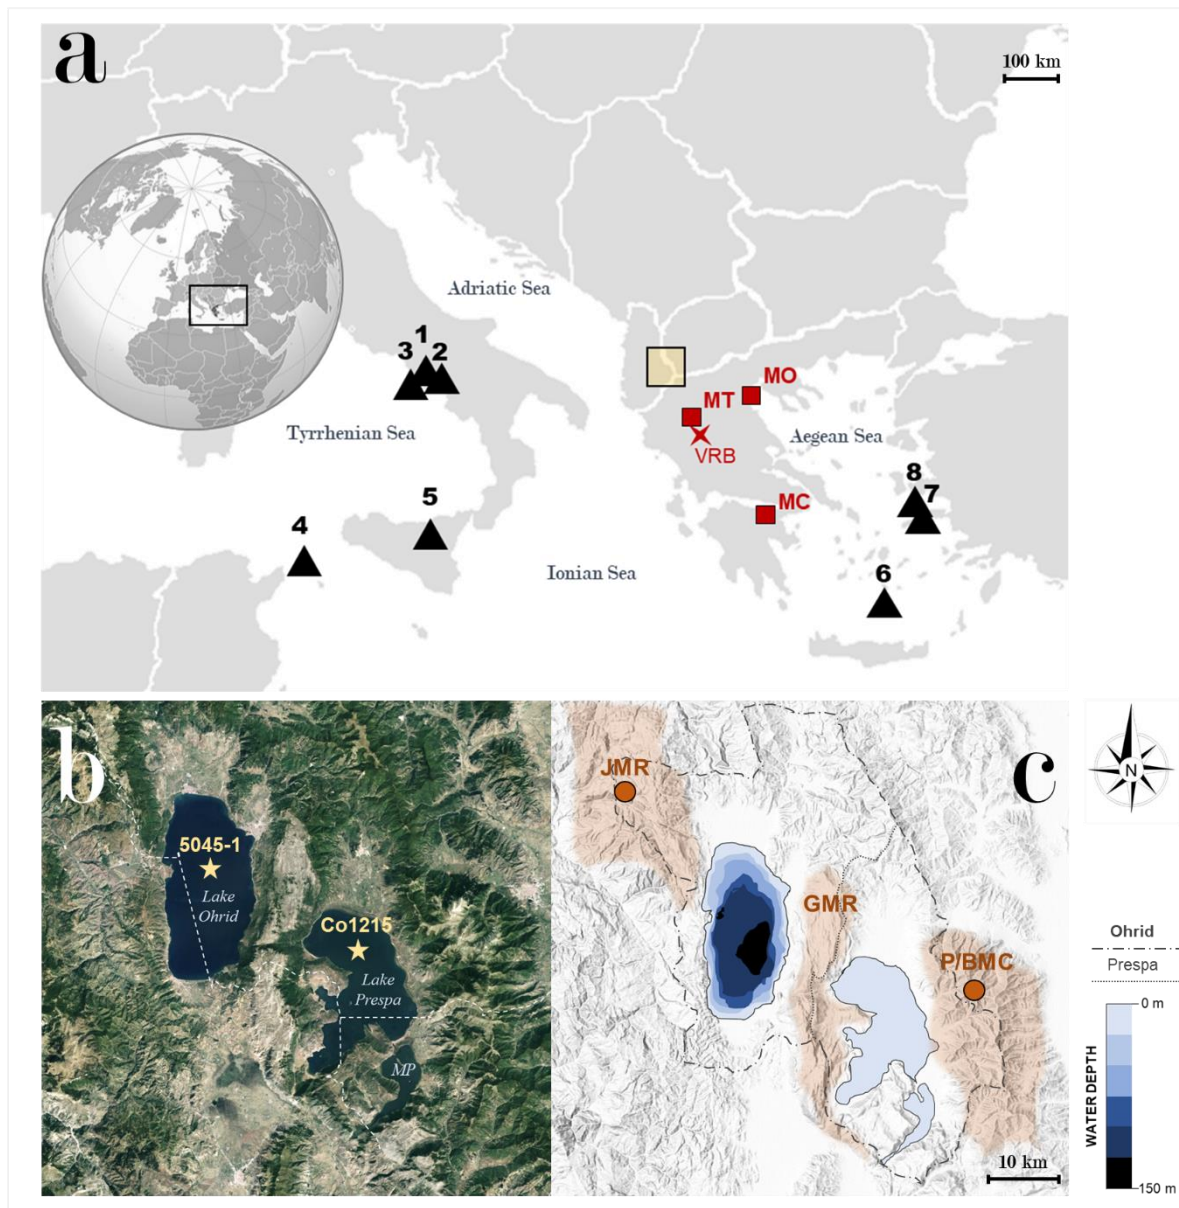 a
100 km
Adriatic Sea
1
3
2
MO
MT
Tyrrhenian Sea
Aegean Sea
VRB
8
7
5
MC
4
Ionian Sea
6
b
5045-1
Lake
Ohrid
Co1215
Lake
Prespa
MP
c
JMR
GMR
P/BMC
10 km
N
Ohrid
Prespa
0 m
WATER DEPTH
150 m